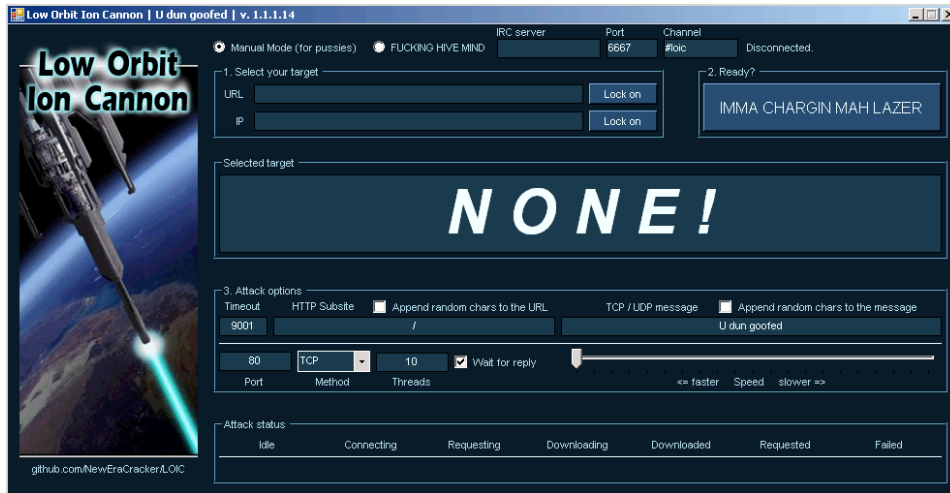 Low Orbit Ion Cannon | U dun goofed | v. 1.1.1.14
Low Orbit
Ion Cannon
github.com/NewEraCracker/LOIC
IRC server Port Channel
Manual Mode (for pussies) FUCKING HIVE MIND 6667 #loic Disconnected.
1. Select your target
URL Lock on
IP Lock on
2. Ready?
IMMA CHARGIN MAH LAZER
Selected target
NONE!
3. Attack options
Timeout HTTP Subsite Append random chars to the URL TCP / UDP message Append random chars to the message
9001 / U dun goofed
80 TCP 10 Wait for reply
Port Method Threads <= faster Speed slower =>
Attack status
Idle Connecting Requesting Downloading Downloaded Requested Failed